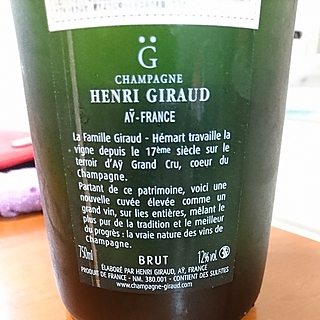 G̈
CHAMPAGNE
HENRI GIRAUD
AŸ-FRANCE
La Famille Giraud - Hémart travaille la
vigne depuis le 17ème siècle sur le
terroir d'Aÿ Grand Cru, coeur du
Champagne.
Partant de ce patrimoine, voici une
nouvelle cuvée élevée comme un
grand vin, sur lies entières, mêlant le
plus pur de la tradition et le meilleur
du progrès : la vraie nature des vins de
Champagne.
750ml BRUT 12% vol
ÉLABORÉ PAR HENRI GIRAUD, AŸ, FRANCE
PRODUIT DE FRANCE - NM. 380.001 - CONTIENT DES SULFITES
www.champagne-giraud.com